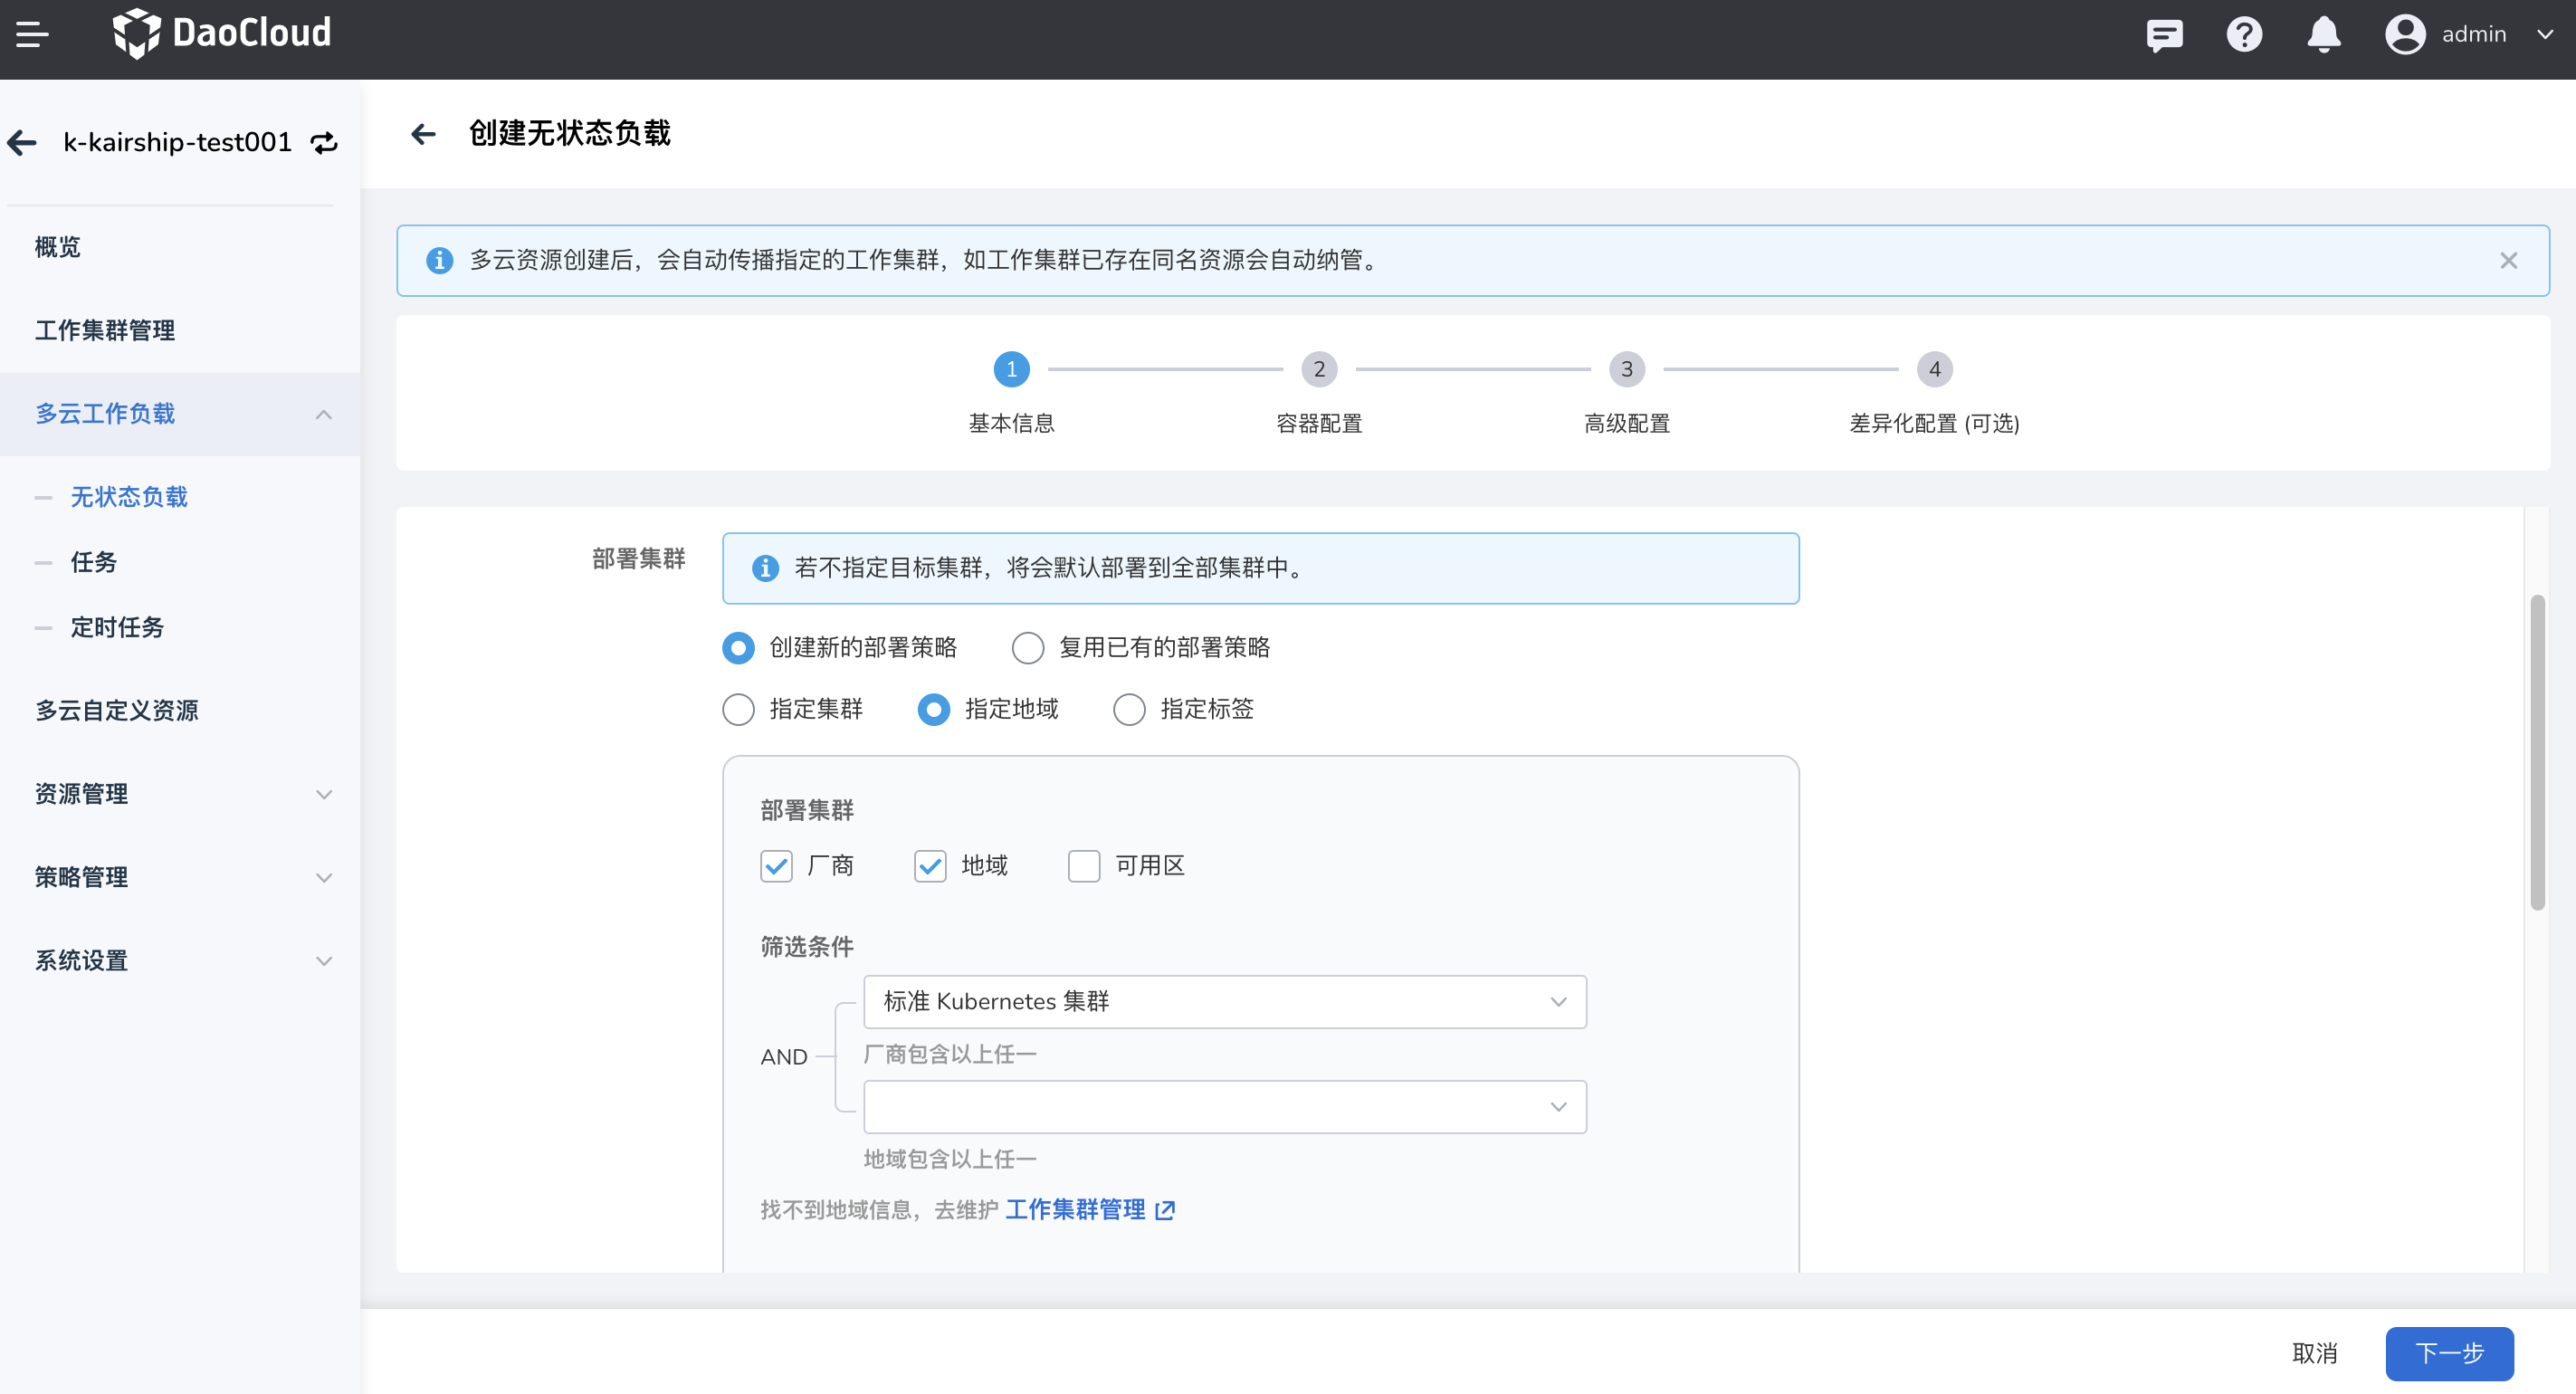 DaoCloud
admin
k-kairship-test001
概览
工作集群管理
多云工作负载
无状态负载
任务
定时任务
多云自定义资源
资源管理
策略管理
系统设置
创建无状态负载
多云资源创建后，会自动传播指定的工作集群，如工作集群已存在同名资源会自动纳管。
1 2 3 4
基本信息 容器配置 高级配置 差异化配置 (可选)
部署集群
若不指定目标集群，将会默认部署到全部集群中。
创建新的部署策略 复用已有的部署策略
指定集群 指定地域 指定标签
部署集群
厂商 地域 可用区
筛选条件
标准 Kubernetes 集群
AND
厂商包含以上任一
地域包含以上任一
找不到地域信息，去维护 工作集群管理
取消 下一步